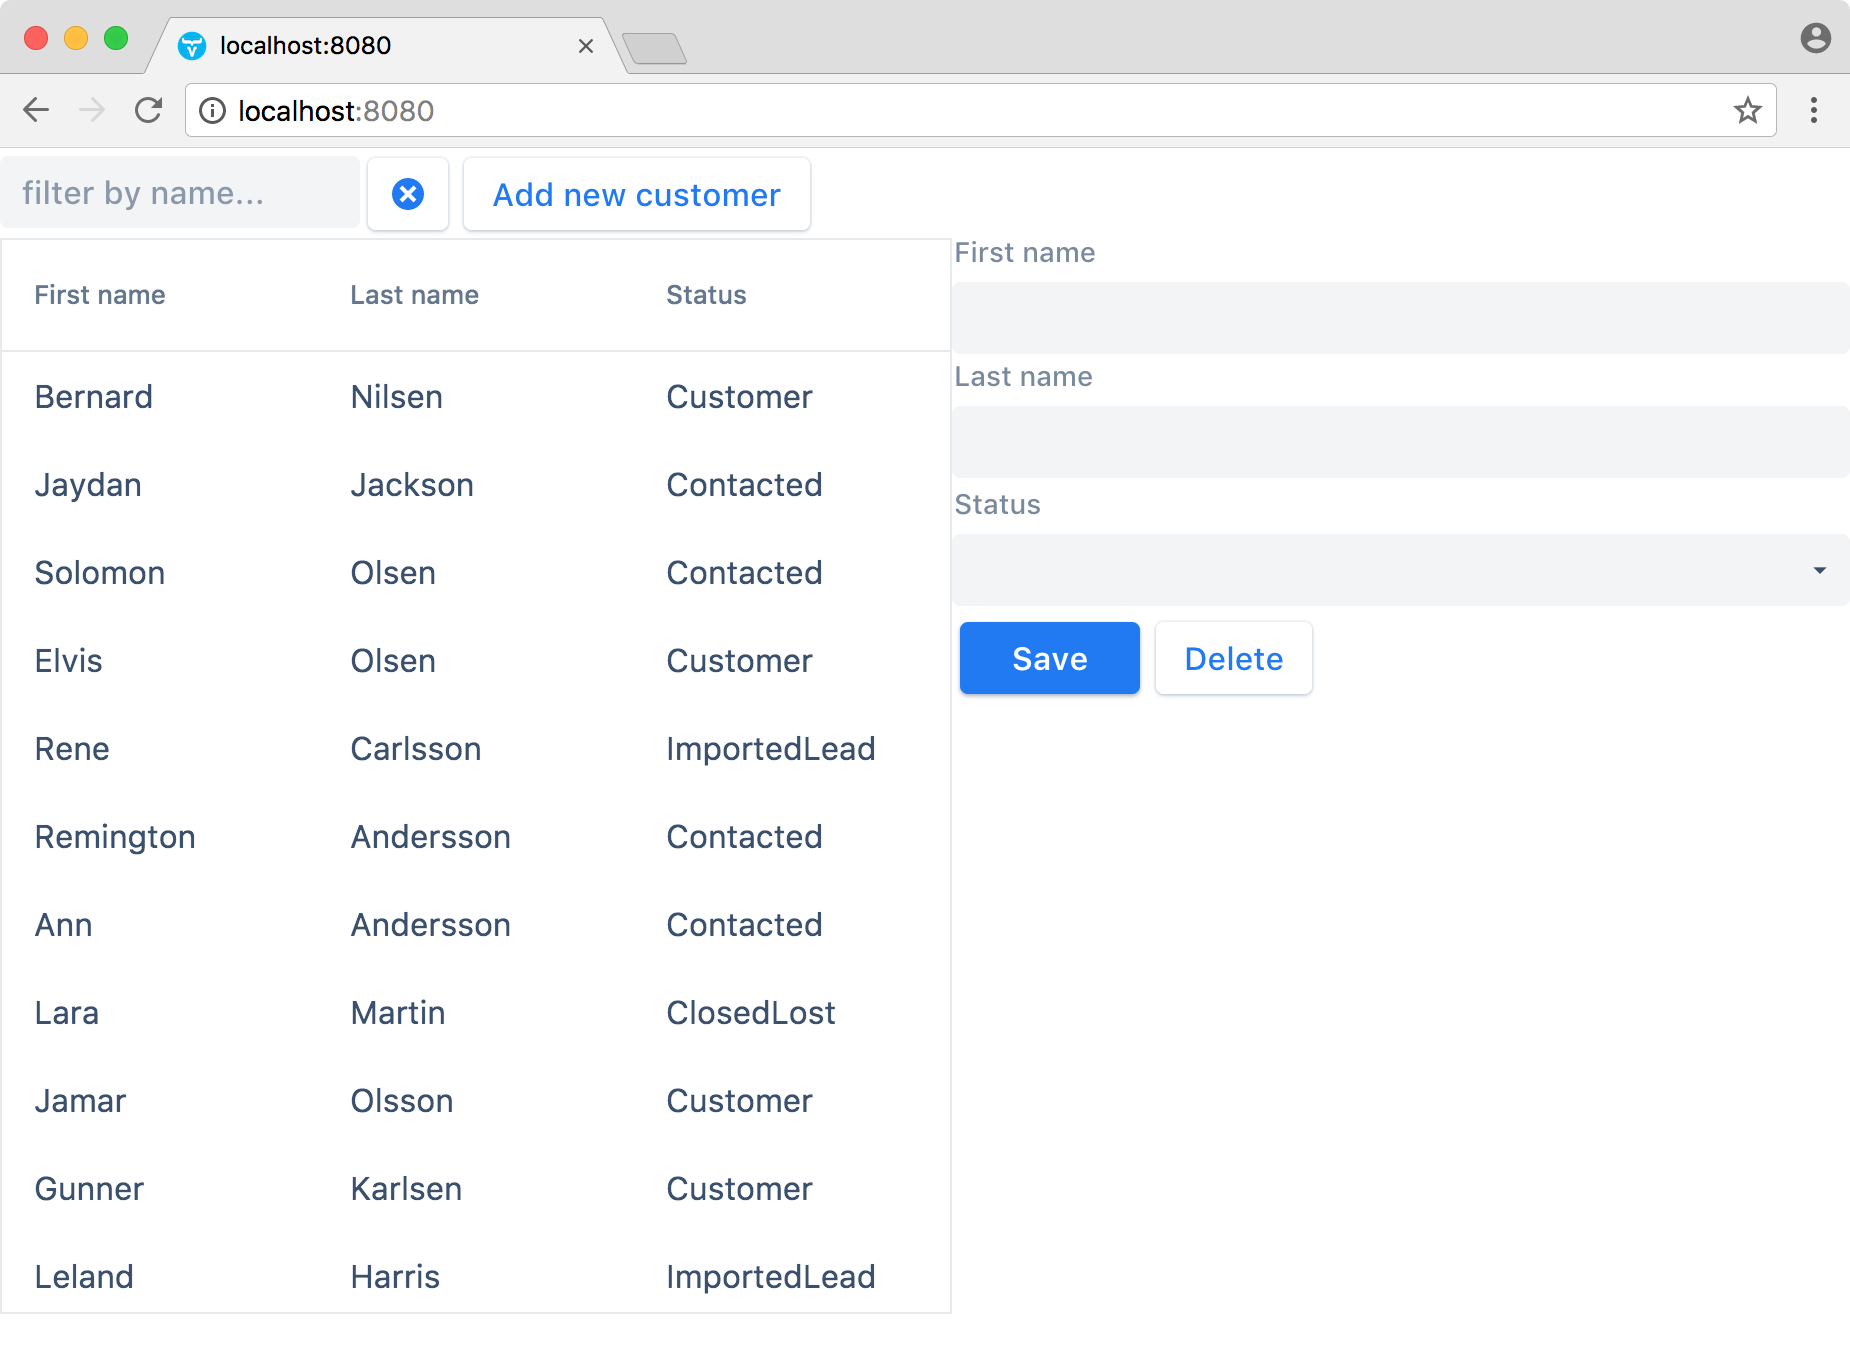 localhost:8080
localhost:8080
filter by name... Add new customer
First name Last name Status
Bernard Nilsen Customer
Jaydan Jackson Contacted
Solomon Olsen Contacted
Elvis Olsen Customer
Rene Carlsson ImportedLead
Remington Andersson Contacted
Ann Andersson Contacted
Lara Martin ClosedLost
Jamar Olsson Customer
Gunner Karlsen Customer
Leland Harris ImportedLead
First name
Last name
Status
Save Delete